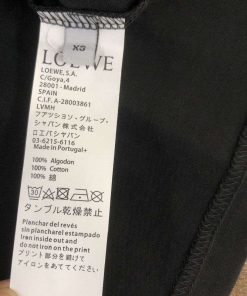 XS
LOEWE
LOEWE, S.A.
C/Goya, 4
28001 - Madrid
SPAIN
C.I.F. A-28003861
LVMH
ファッション・グループ・
ジャパン株式会社
ロエベジャパン
03-6215-6116
Made in Portugal+
100% Algodon
100% Cotton
100% 綿
30
タンブル乾燥禁止
Planchar del revés
sin planchar el estampado
Iron inside out and
do not iron on the print
プリント部分を避けて
アイロンをあててください